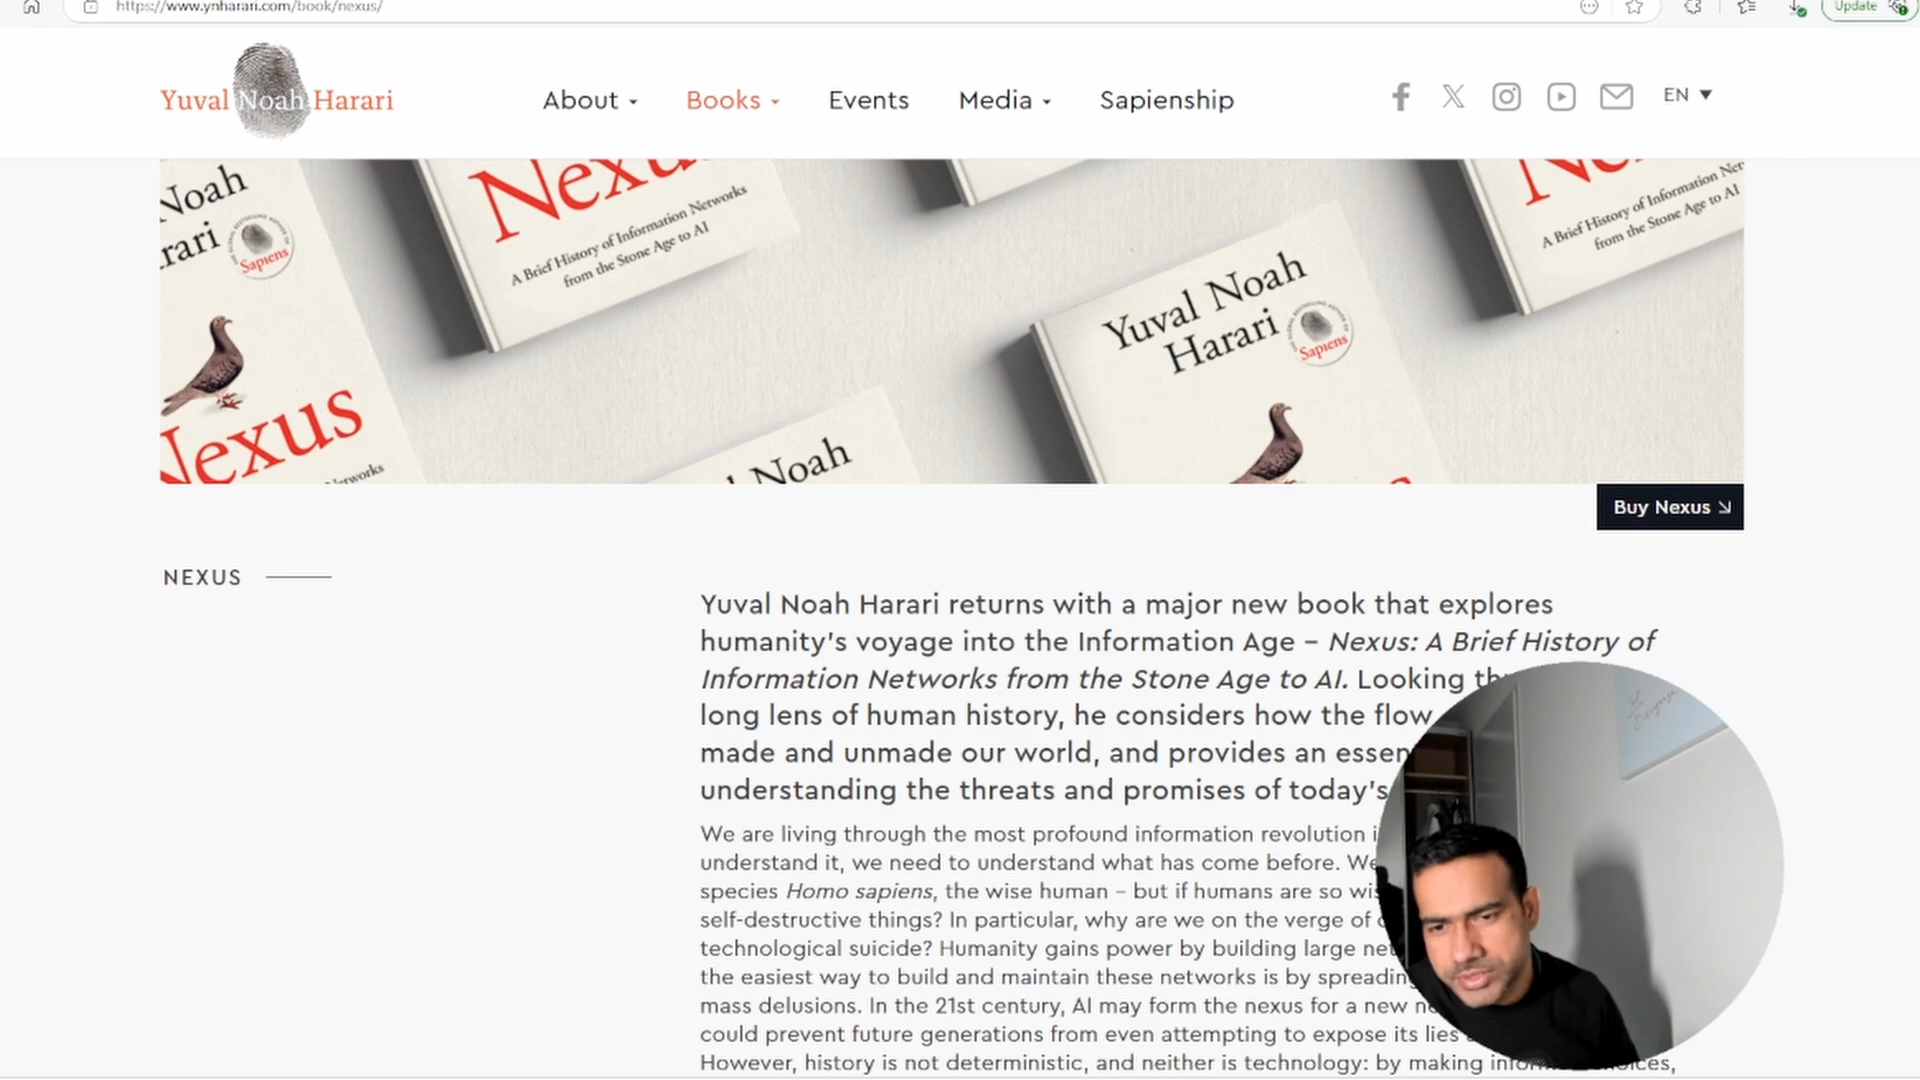 https://www.ynharari.com/book/nexus/
Update
Yuval Noah Harari
About
Books
Events
Media
Sapienship
EN
Noah
rari
Sapiens
Nexus
Networks
Nexus
A Brief History of Information Networks
from the Stone Age to AI
Noah
Yuval Noah
Harari
Sapiens
A Brief History of Information Net
from the Stone Age to AI
Buy Nexus
NEXUS
Yuval Noah Harari returns with a major new book that explores
humanity's voyage into the Information Age – Nexus: A Brief History of
Information Networks from the Stone Age to AI. Looking
long lens of human history, he considers how the flow
made and unmade our world, and provides an
understanding the threats and promises of today's
We are living through the most profound information revolution
understand it, we need to understand what has come before. We
species Homo sapiens, the wise human – but if humans are so
self-destructive things? In particular, why are we on the verge of
technological suicide? Humanity gains power by building large
the easiest way to build and maintain these networks is by spreading
mass delusions. In the 21st century, AI may form the nexus for a new
could prevent future generations from even attempting to expose its lies
However, history is not deterministic, and neither is technology: by making